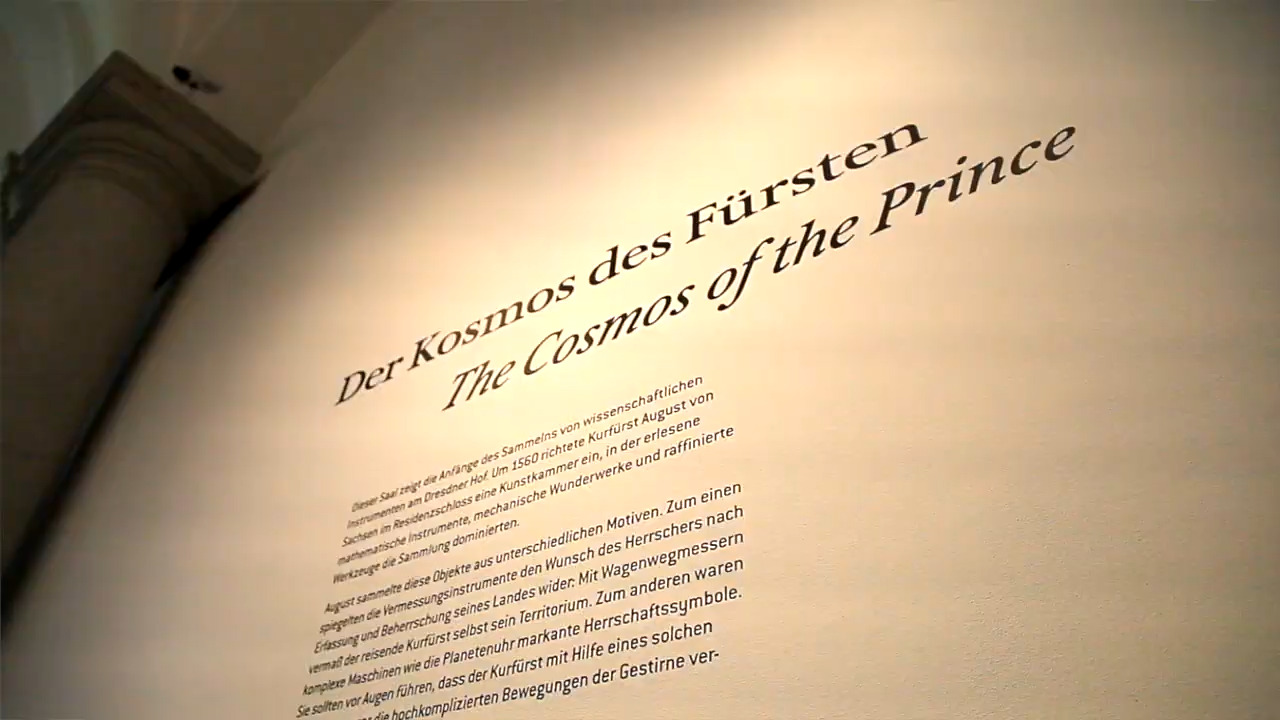 Der Kosmos des Fürsten
The Cosmos of the Prince
Dieser Saal zeigt die Anfänge des Sammelns von wissenschaftlichen
Instrumenten am Dresdner Hof. Um 1560 richtete Kurfürst August von
Sachsen im Residenzschloss eine Kunstkammer ein, in der erlesene
mathematische Instrumente, mechanische Wunderwerke und raffinierte
Werkzeuge die Sammlung dominierten.
August sammelte diese Objekte aus unterschiedlichen Motiven. Zum einen
spiegelten die Vermessungsinstrumente den Wunsch des Herrschers nach
Erfassung und Beherrschung seines Landes wider: Mit Wagenwegmessern
vermaß der reisende Kurfürst selbst sein Territorium. Zum anderen waren
komplexe Maschinen wie die Planetenuhr markante Herrschaftssymbole.
Sie sollten vor Augen führen, dass der Kurfürst mit Hilfe eines solchen
die hochkomplizierten Bewegungen der Gestirne ver-